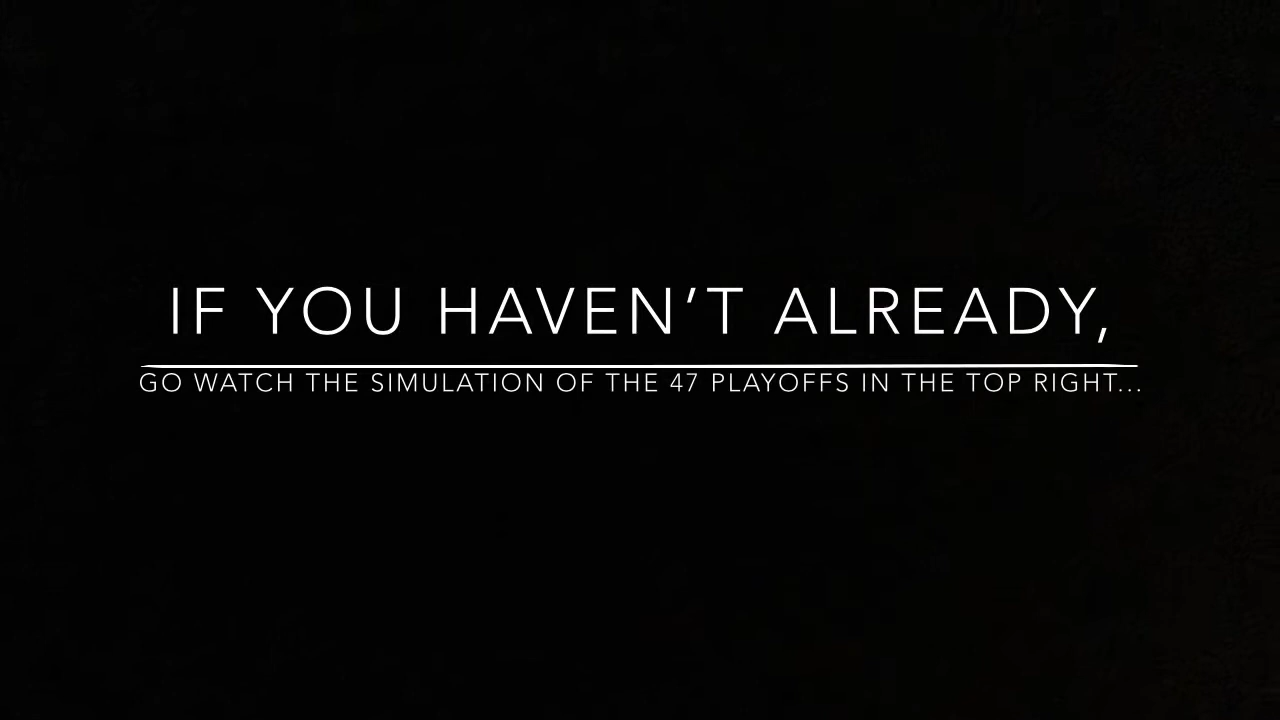 IF YOU HAVEN’T ALREADY,
GO WATCH THE SIMULATION OF THE 47 PLAYOFFS IN THE TOP RIGHT...